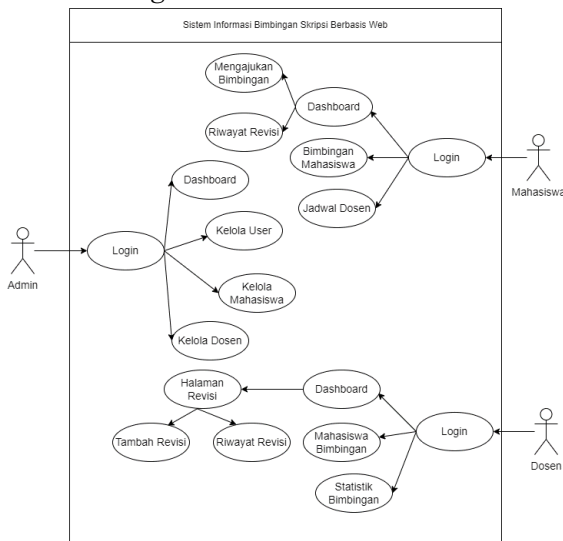 Sistem Informasi Bimbingan Skripsi Berbasis Web
Mengajukan
Bimbingan
Dashboard
Riwayat Revisi
Bimbingan
Mahasiswa
Login
Mahasiswa
Jadwal Dosen
Dashboard
Kelola User
Login
Admin
Kelola
Mahasiswa
Kelola Dosen
Halaman
Revisi
Dashboard
Tambah Revisi
Riwayat Revisi
Mahasiswa
Bimbingan
Login
Dosen
Statistik
Bimbingan